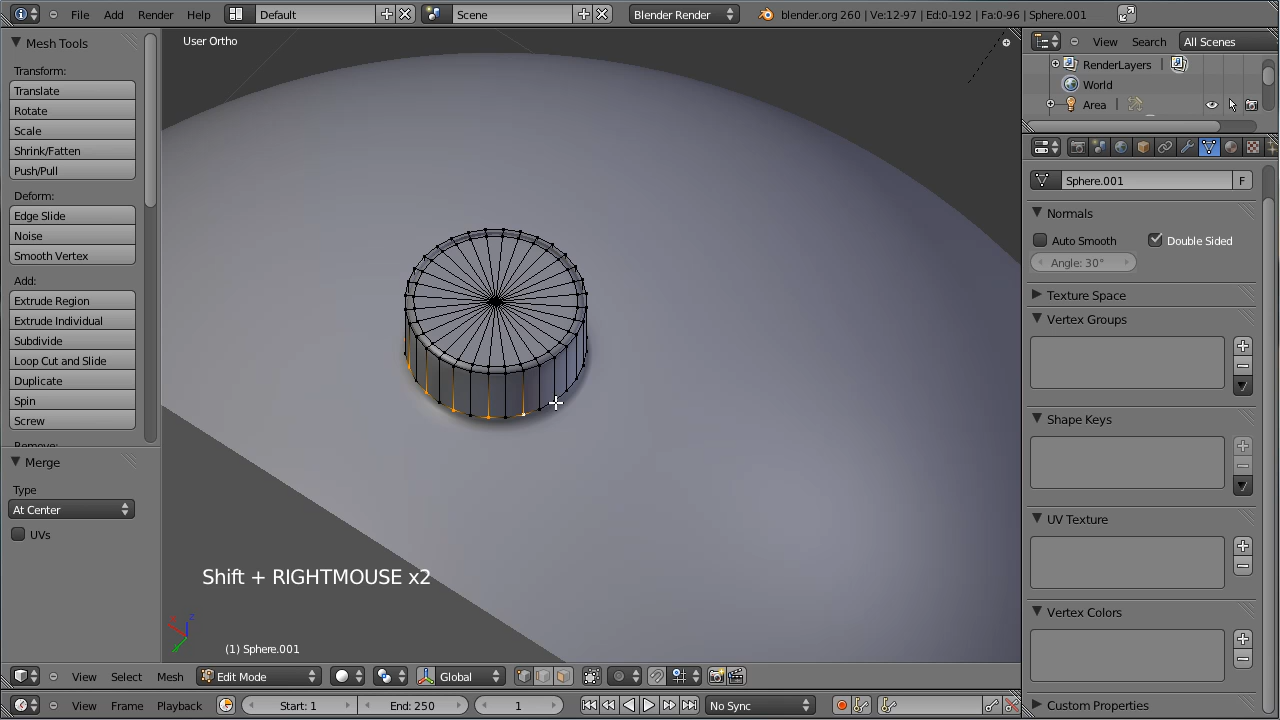 File Add Render Help Default Scene Blender Render blender.org 260 | Ve:12-97 | Ed:0-192 | Fa:0-96 | Sphere.001
Mesh Tools
Transform:
Translate
Rotate
Scale
Shrink/Fatten
Push/Pull
Deform:
Edge Slide
Noise
Smooth Vertex
Add:
Extrude Region
Extrude Individual
Subdivide
Loop Cut and Slide
Duplicate
Spin
Screw
Remove:
Merge
Type
At Center
UVs
User Ortho
Shift + RIGHTMOUSE x2
(1) Sphere.001
View Select Mesh Edit Mode Global
View Frame Playback Start: End: 250 1 No Sync
View Search All Scenes
RenderLayers |
World
Area |
Sphere.001 F
Normals
Auto Smooth Double Sided
Angle: 30°
Texture Space
Vertex Groups
Shape Keys
UV Texture
Vertex Colors
Custom Properties